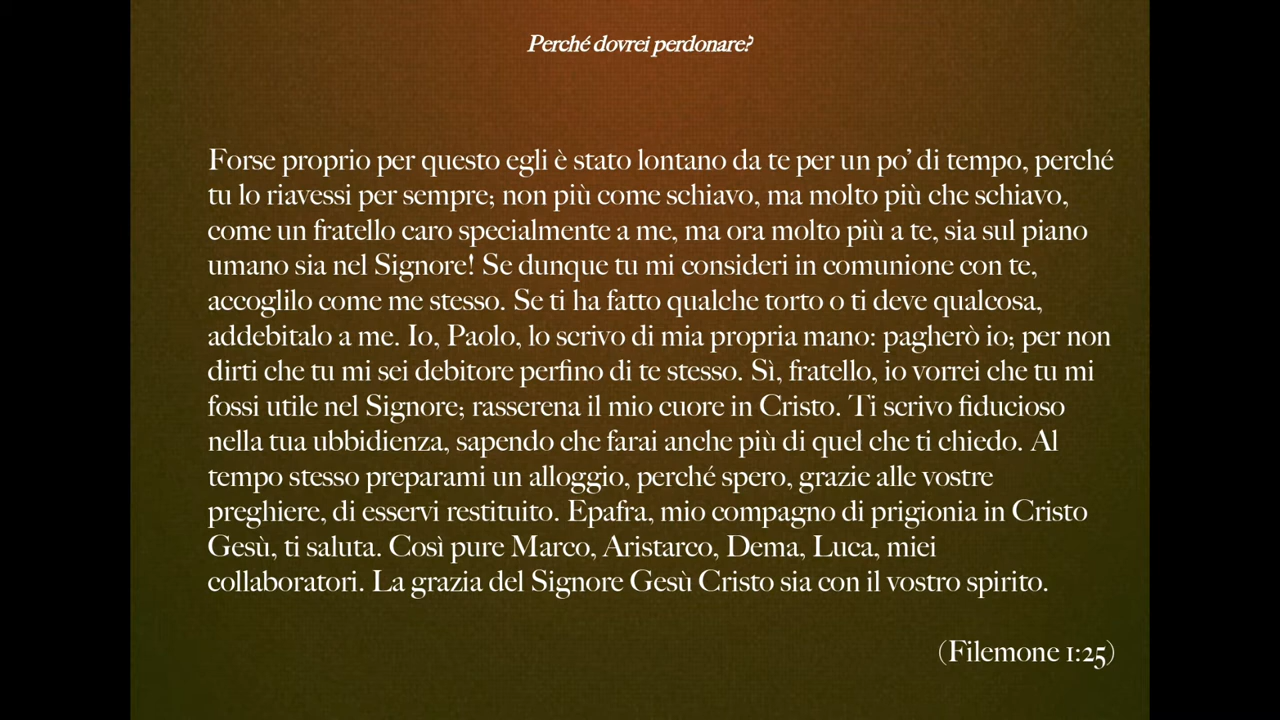 Perché dovrei perdonare?
Forse proprio per questo egli è stato lontano da te per un po’ di tempo, perché
tu lo riavessi per sempre; non più come schiavo, ma molto più che schiavo,
come un fratello caro specialmente a me, ma ora molto più a te, sia sul piano
umano sia nel Signore! Se dunque tu mi consideri in comunione con te,
accoglilo come me stesso. Se ti ha fatto qualche torto o ti deve qualcosa,
addebitalo a me. Io, Paolo, lo scrivo di mia propria mano: pagherò io; per non
dirti che tu mi sei debitore perfino di te stesso. Sì, fratello, io vorrei che tu mi
fossi utile nel Signore; rasserena il mio cuore in Cristo. Ti scrivo fiducioso
nella tua ubbidienza, sapendo che farai anche più di quel che ti chiedo. Al
tempo stesso preparami un alloggio, perché spero, grazie alle vostre
preghiere, di esservi restituito. Epafra, mio compagno di prigionia in Cristo
Gesù, ti saluta. Così pure Marco, Aristarco, Dema, Luca, miei
collaboratori. La grazia del Signore Gesù Cristo sia con il vostro spirito.
(Filemone 1:25)